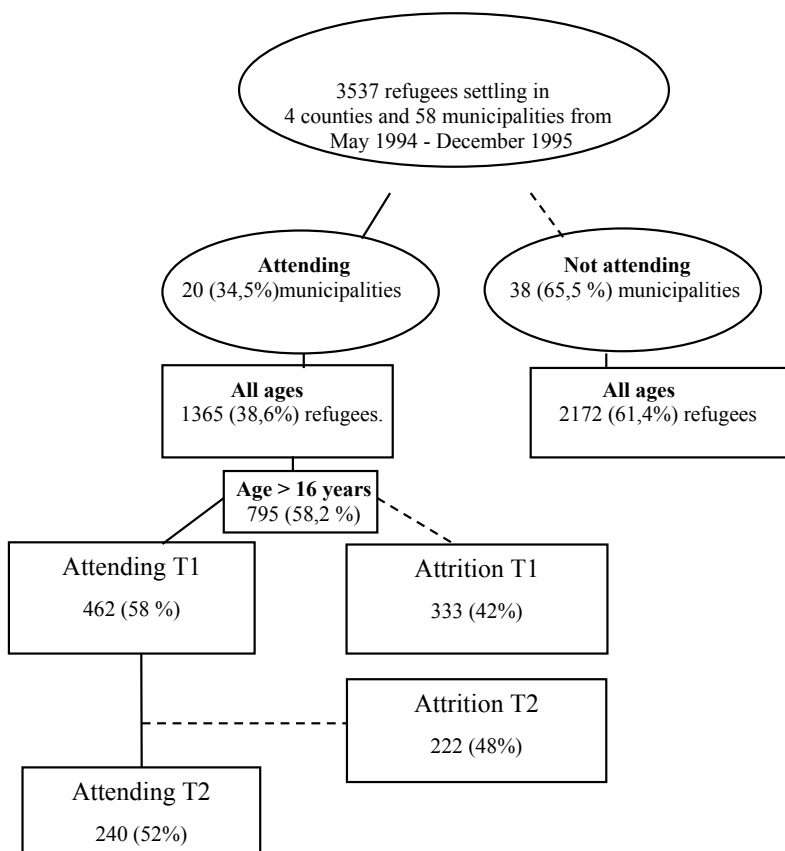 3537 refugees settling in
4 counties and 58 municipalities from
May 1994 - December 1995
Attending
20 (34,5%)municipalities
Not attending
38 (65,5 %) municipalities
All ages
1365 (38,6%) refugees.
All ages
2172 (61,4%) refugees
Age > 16 years
795 (58,2 %)
Attending T1
462 (58 %)
Attrition T1
333 (42%)
Attrition T2
222 (48%)
Attending T2
240 (52%)